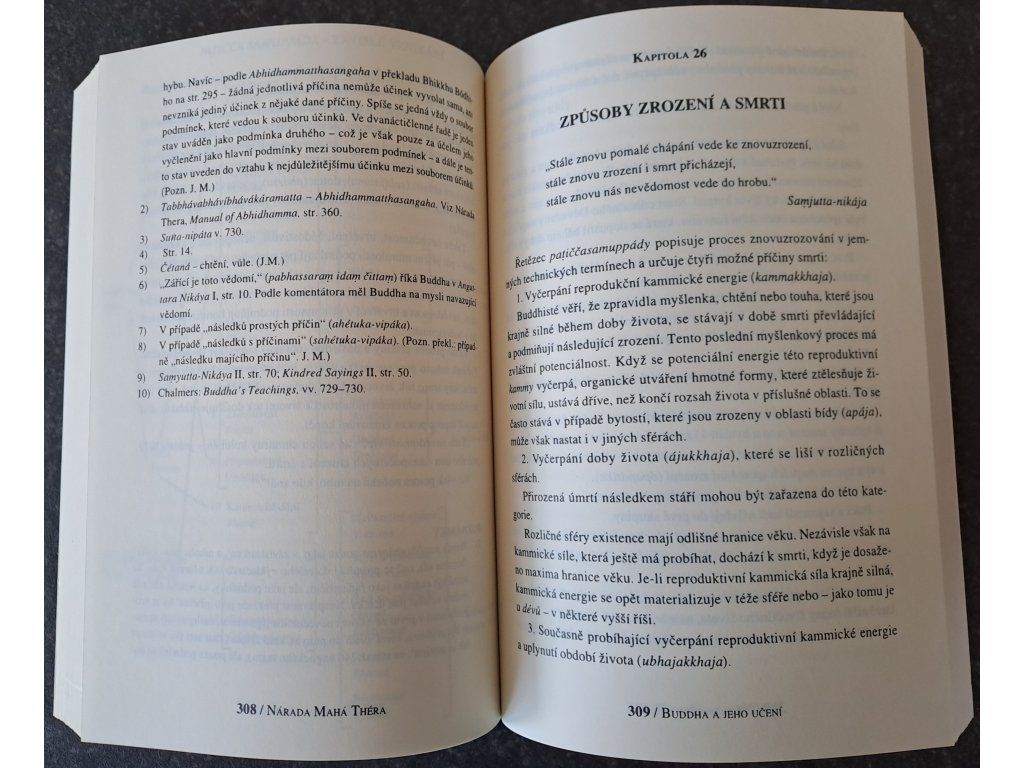 hybu. Navíc – podle Abhidhammatthasangaha v překladu Bhikkhu Bódhi-
ho na str. 295 – žádná jednotlivá příčina nemůže účinek vyvolat sama, ani
nevzniká jediný účinek z nějaké dané příčiny. Spíše se jedná vždy o soubor
podmínek, které vedou k souboru účinků. Ve dvanáctičlenné řadě je jeden
stav uváděn jako podmínka druhého – což je však pouze za účelem jeho
vyčlenění jako hlavní podmínky mezi souborem podmínek – a dále je ten-
to stav uveden do vztahu k nejdůležitějšímu účinku mezi souborem účinků.
(Pozn. J. M.)
2) Tabbhávabhávíbhávákáramatta – Abhidhammatthasangaha. Viz Nárada
Thera, Manual of Abhidhamma, str. 360.
3) Sutta-nipáta v. 730.
4) Str. 14.
5) Čétaná – chtění, vůle. (J.M.)
6) „Zářící je toto vědomí,“ (pabhassaraṃ idaṃ čittaṃ) říká Buddha v Angut-
tara Nikáya I, str. 10. Podle komentátora měl Buddha na mysli navazující
vědomí.
7) V případě „následků prostých příčin“ (ahétuka-vipáka).
8) V případě „následků s příčinami“ (sahétuka-vipáka). (Pozn. překl.: případ-
ně „následku majícího příčinu“. J. M.)
9) Saṃyutta-Nikáya II, str. 70; Kindred Sayings II, str. 50.
10) Chalmers: Buddha's Teachings, vv. 729–730.
308 / Nárada Mahá Théra
Kapitola 26
ZPŮSOBY ZROZENÍ A SMRTI
„Stále znovu pomalé chápání vede ke znovuzrození,
stále znovu zrození i smrt přicházejí,
stále znovu nás nevědomost vede do hrobu.“
Saṃjutta-nikája
Řetězec paṭiččasamuppády popisuje proces znovuzrozování v jem-
ných technických termínech a určuje čtyři možné příčiny smrti:
1. Vyčerpání reprodukční kammické energie (kammakkhaja).
Buddhisté věří, že zpravidla myšlenka, chtění nebo touha, které jsou
krajně silné během doby života, se stávají v době smrti převládající
a podmiňují následující zrození. Tento poslední myšlenkový proces má
zvláštní potenciálnost. Když se potenciální energie této reproduktivní
kammy vyčerpá, organické utváření hmotné formy, které ztělesňuje ži-
votní sílu, ustává dříve, než končí rozsah života v příslušné oblasti. To se
často stává v případě bytostí, které jsou zrozeny v oblasti bídy (apája),
může však nastat i v jiných sférách.
2. Vyčerpání doby života (ájukkhaja), které se liší v rozličných
sférách.
Přirozená úmrtí následkem stáří mohou být zařazena do této kate-
gorie.
Rozličné sféry existence mají odlišné hranice věku. Nezávisle však na
kammické síle, která ještě má probíhat, dochází k smrti, když je dosaže-
no maxima hranice věku. Je-li reproduktivní kammická síla krajně silná,
kammická energie se opět materializuje v téže sféře nebo – jako tomu je
u dévů – v některé vyšší říši.
3. Současně probíhající vyčerpání reproduktivní kammické energie
a uplynutí období života (ubhajakkhaja).
309 / Buddha a jeho učení